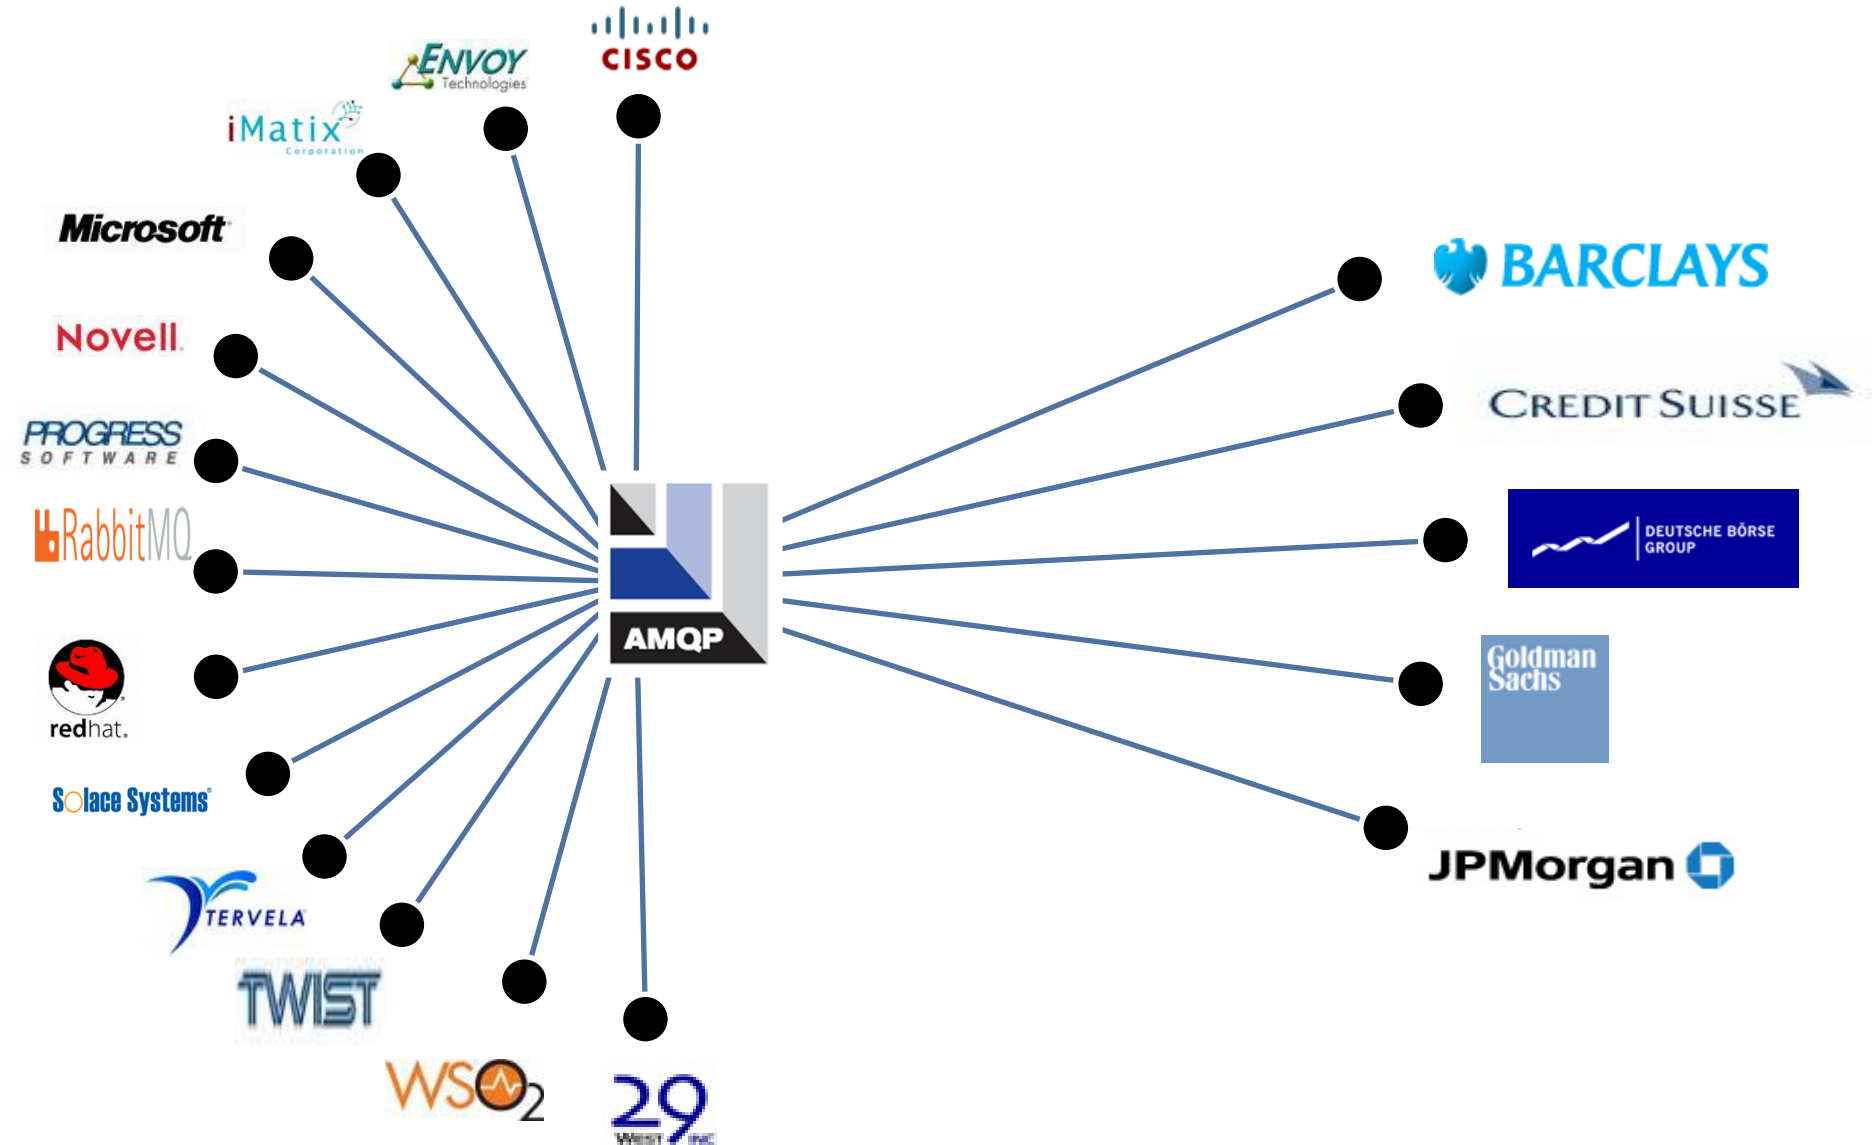 CISCO
ENVOY
Technologies
iMatix
Corporation
Microsoft
Novell.
PROGRESS
SOFTWARE
RabbitMQ
redhat.
Solace Systems
TERVELA
TWIST
WSO2
29
WEST INC
AMQP
BARCLAYS
CREDIT SUISSE
DEUTSCHE BÖRSE
GROUP
Goldman
Sachs
JPMorgan